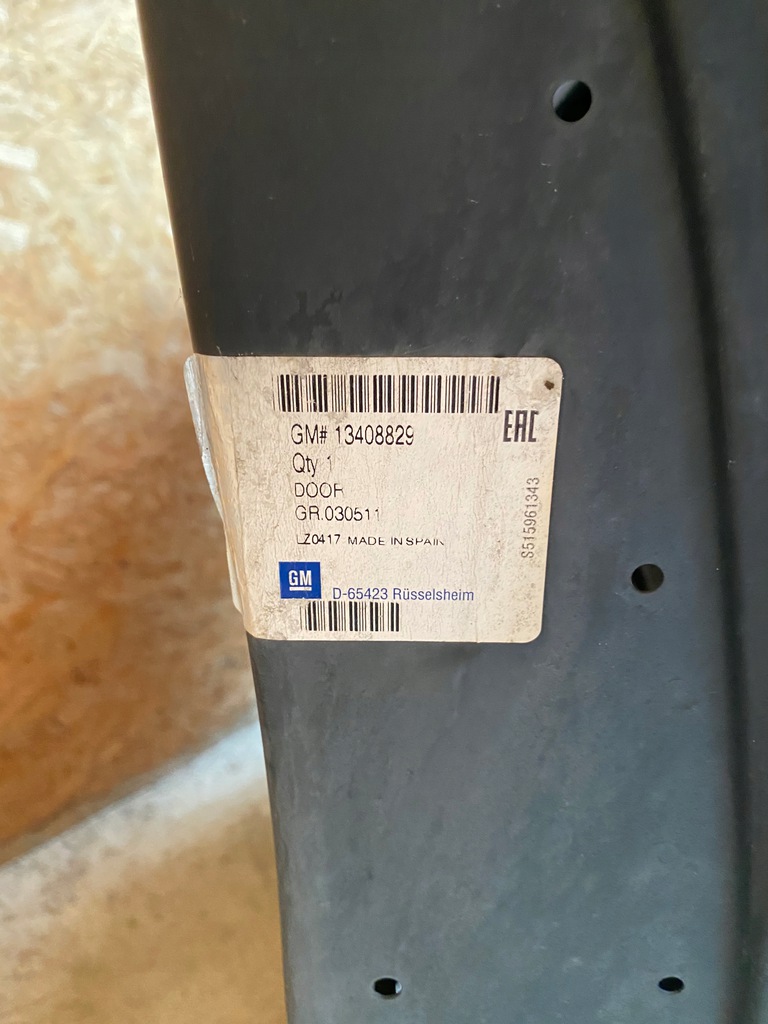 GM# 13408829
EAC
Qty 1
DOOR
GR.030511
LZ0417 MADE IN SPAIN
S515961343
GM
D-65423 Rüsselsheim